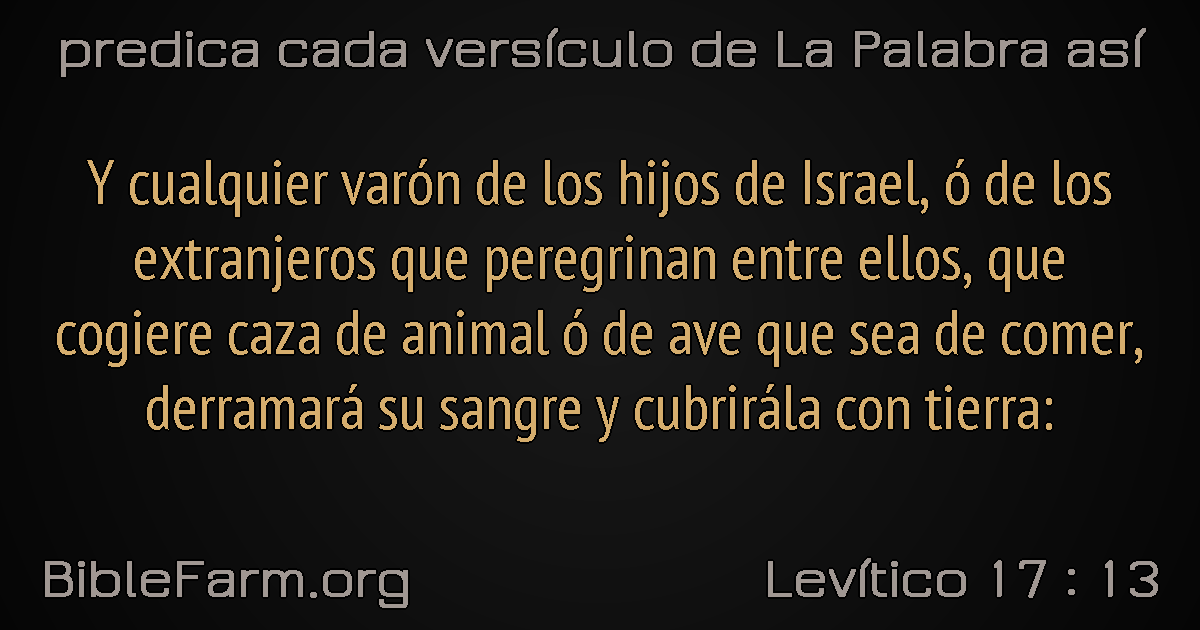 predica cada versículo de La Palabra así
Y cualquier varón de los hijos de Israel, ó de los
extranjeros que peregrinan entre ellos, que
cogiere caza de animal ó de ave que sea de comer,
derramará su sangre y cubrirála con tierra:
BibleFarm.org
Levítico 17 : 13